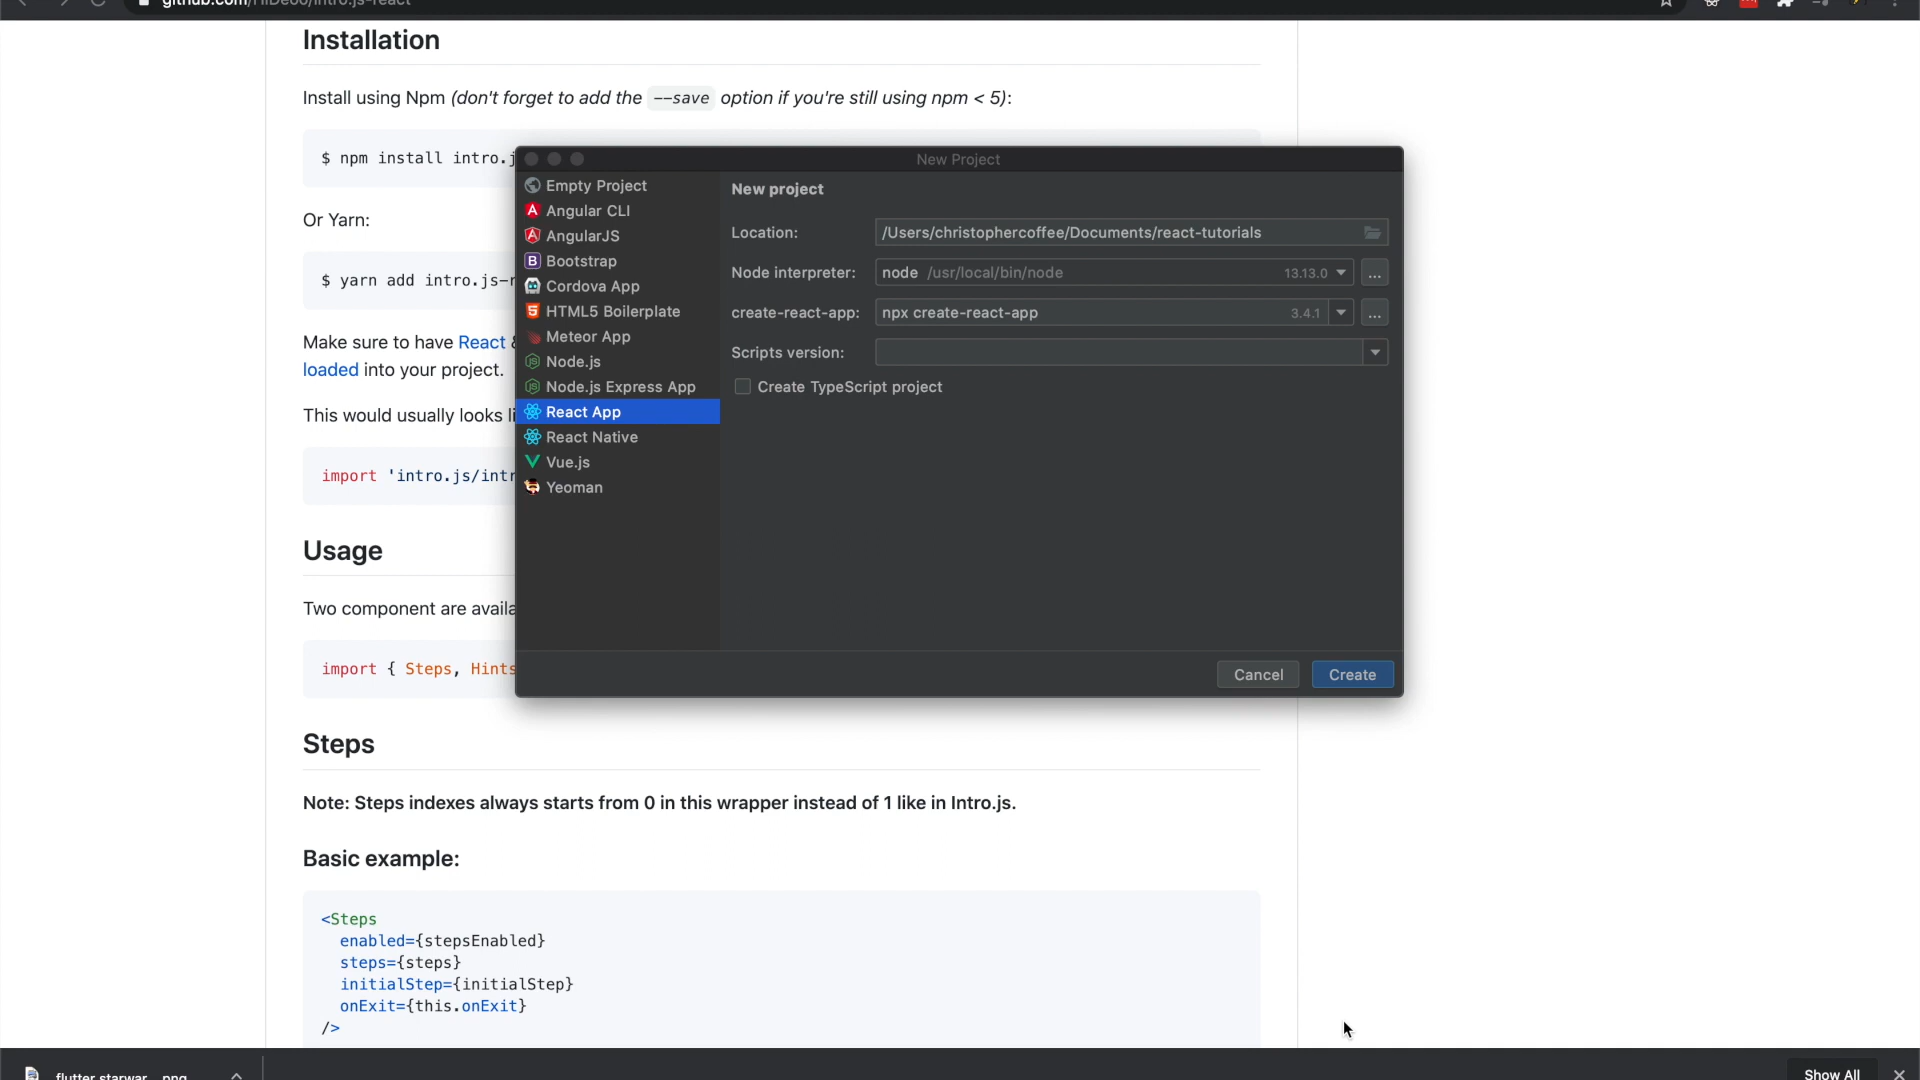 Installation
Install using Npm (don't forget to add the --save option if you're still using npm < 5):
$ npm install intro.j
Or Yarn:
$ yarn add intro.js-r
Make sure to have React &
loaded into your project.
This would usually looks li
import 'intro.js/intr
Usage
Two component are availa
import { Steps, Hints
New Project
Empty Project
Angular CLI
AngularJS
Bootstrap
Cordova App
HTML5 Boilerplate
Meteor App
Node.js
Node.js Express App
React App
React Native
Vue.js
Yeoman
New project
Location: /Users/christophercoffee/Documents/react-tutorials
Node interpreter: node /usr/local/bin/node 13.13.0 ...
create-react-app: npx create-react-app 3.4.1 ...
Scripts version:
Create TypeScript project
Cancel Create
Steps
Note: Steps indexes always starts from 0 in this wrapper instead of 1 like in Intro.js.
Basic example:
<Steps
enabled={stepsEnabled}
steps={steps}
initialStep={initialStep}
onExit={this.onExit}
/>
flutter starwar....png
Show All